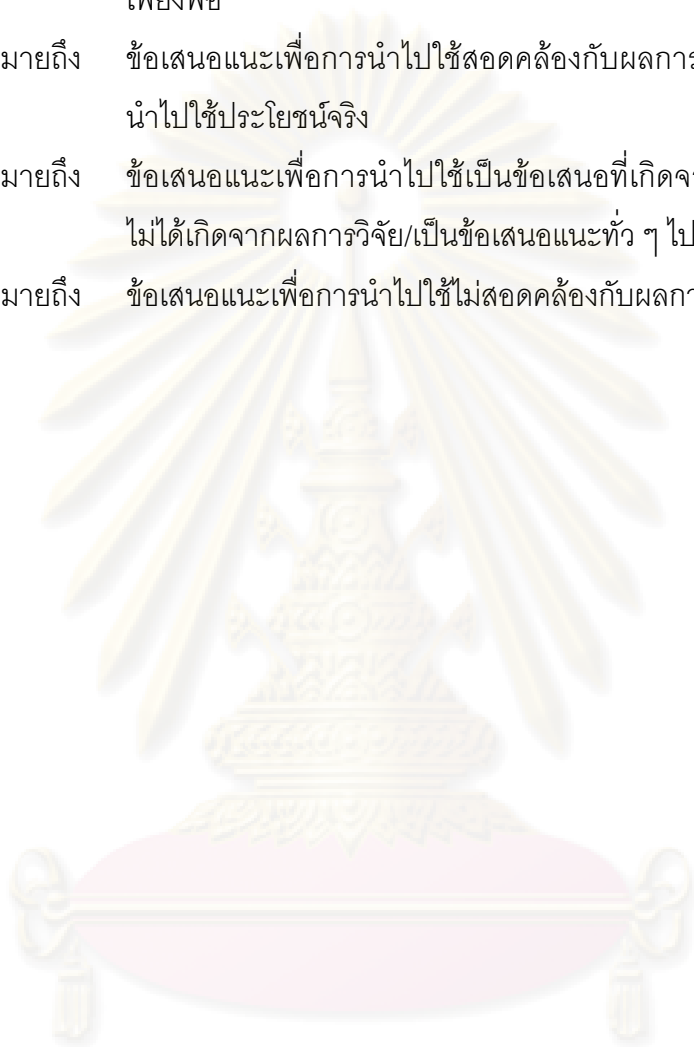 เพียงพอ
มายถึง ข้อเสนอแนะเพื่อการนำไปใช้สอดคล้องกับผลการ
นำไปใช้ประโยชน์จริง
มายถึง ข้อเสนอแนะเพื่อการนำไปใช้เป็นข้อเสนอที่เกิดจา
ไม่ได้เกิดจากผลการวิจัย/เป็นข้อเสนอแนะทั่ว ๆ ไป
มายถึง ข้อเสนอแนะเพื่อการนำไปใช้ไม่สอดคล้องกับผลกา